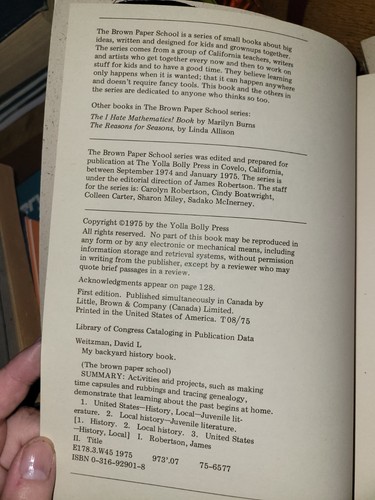 The Brown Paper School is a series of small books about big
ideas, written and designed for kids and grownups together.
The series comes from a group of California teachers, writers
and artists who get together every now and then to work on
stuff for kids and to have a good time. They believe learning
only happens when it is wanted; that it can happen anywhere
and doesn't require fancy tools. This book and the others in
the series are dedicated to anyone who thinks so too.
Other books in The Brown Paper School series:
The I Hate Mathematics! Book by Marilyn Burns
The Reasons for Seasons, by Linda Allison
The Brown Paper School series was edited and prepared for
publication at The Yolla Bolly Press in Covelo, California,
between September 1974 and January 1975. The series is
under the editorial direction of James Robertson. The staff
for the series is: Carolyn Robertson, Cindy Boatwright,
Colleen Carter, Sharon Miley, Sadako McInerney.
Copyright ©1975 by the Yolla Bolly Press
All rights reserved. No part of this book may be reproduced in
any form or by any electronic or mechanical means, including
information storage and retrieval systems, without permission
in writing from the publisher, except by a reviewer who may
quote brief passages in a review.
Acknowledgments appear on page 128.
First edition. Published simultaneously in Canada by
Little, Brown & Company (Canada) Limited.
Printed in the United States of America. T 08/75
Library of Congress Cataloging in Publication Data
Weitzman, David L
My backyard history book.
(The brown paper school)
SUMMARY: Activities and projects, such as making
time capsules and rubbings and tracing genealogy,
demonstrate that learning about the past begins at home.
1. United States—History, Local—Juvenile lit-
erature. 2. Local history—Juvenile literature.
[1. History. 2. Local history. 3. United States
—History, Local] I. Robertson, James
II. Title
E178.3.W45 1975 973'.07 75-6577
ISBN 0-316-92901-8